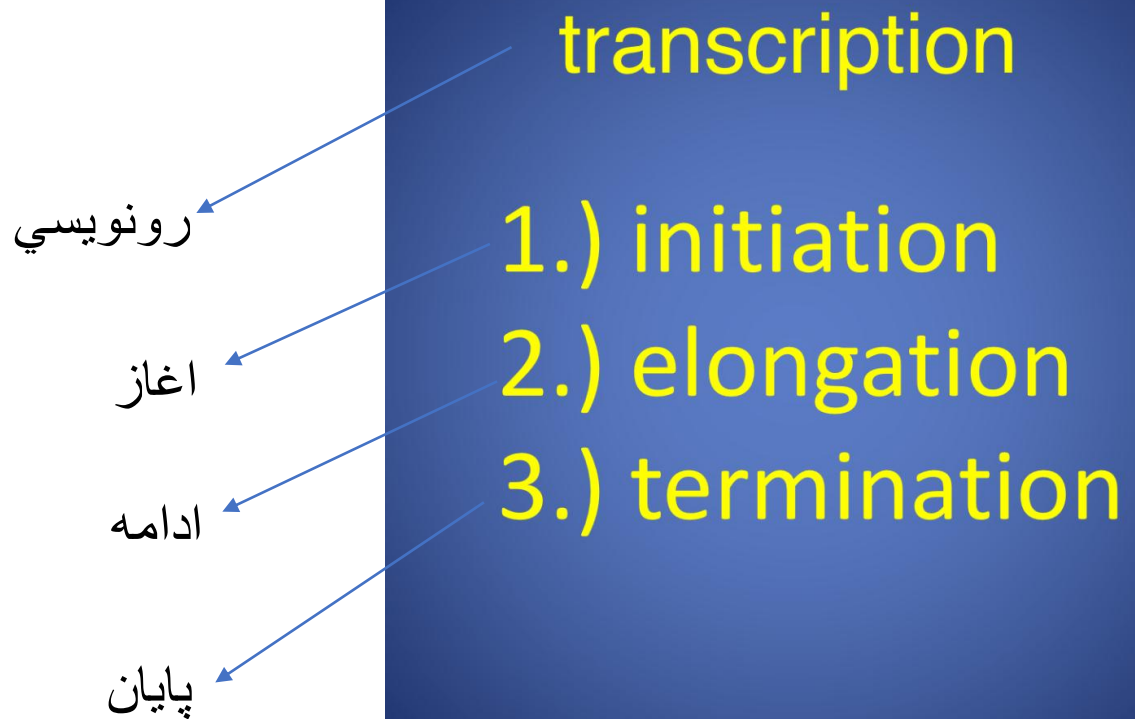 transcription
رونويسي
1.) initiation
اغاز
2.) elongation
ادامه
3.) termination
پايان